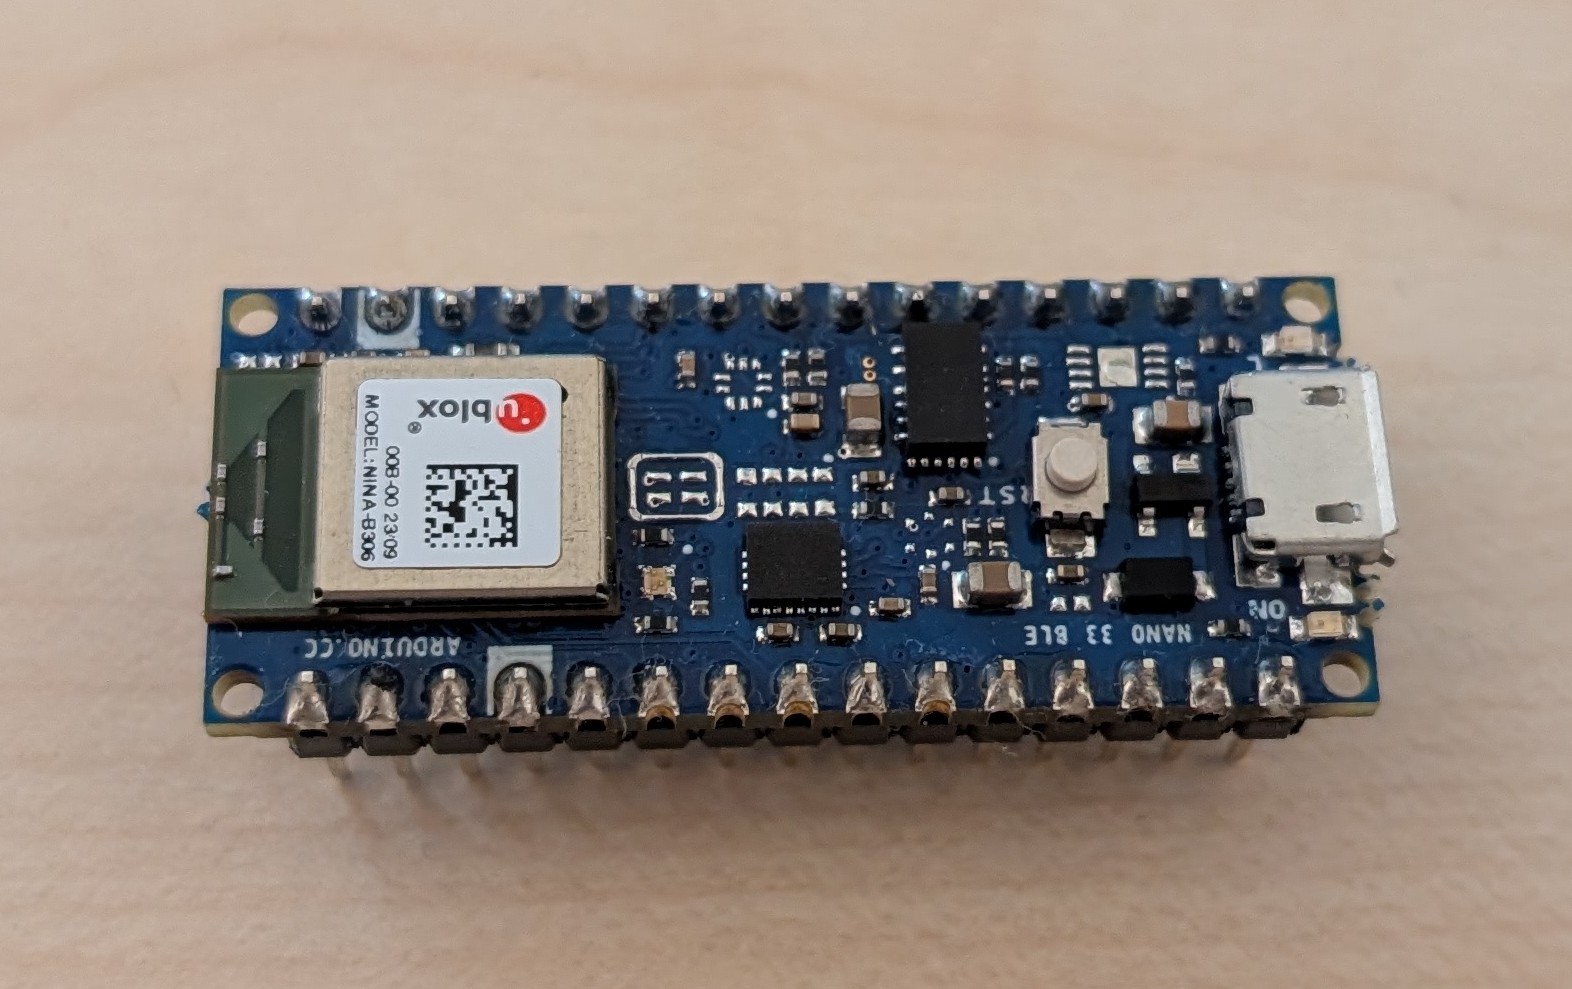 ublox®
MODEL:NINA-B306
00B-00 23/09
RST
ON
NANO 33 BLE
ARDUINO.CC